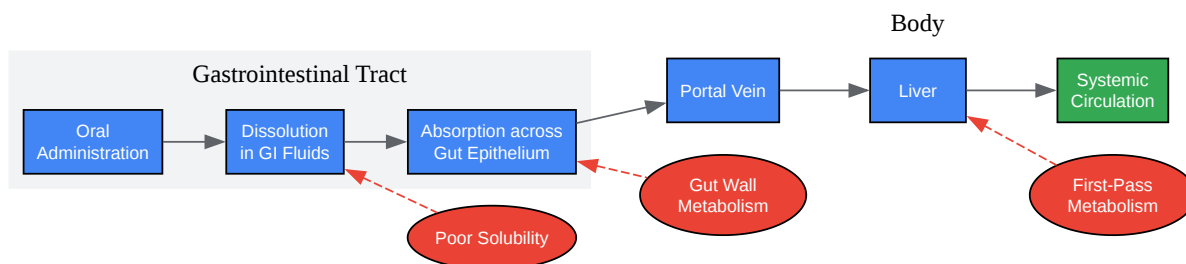 Body
Gastrointestinal Tract
Oral
Administration
Dissolution
in GI Fluids
Absorption across
Gut Epithelium
Portal Vein
Liver
Systemic
Circulation
Poor Solubility
Gut Wall
Metabolism
First-Pass
Metabolism